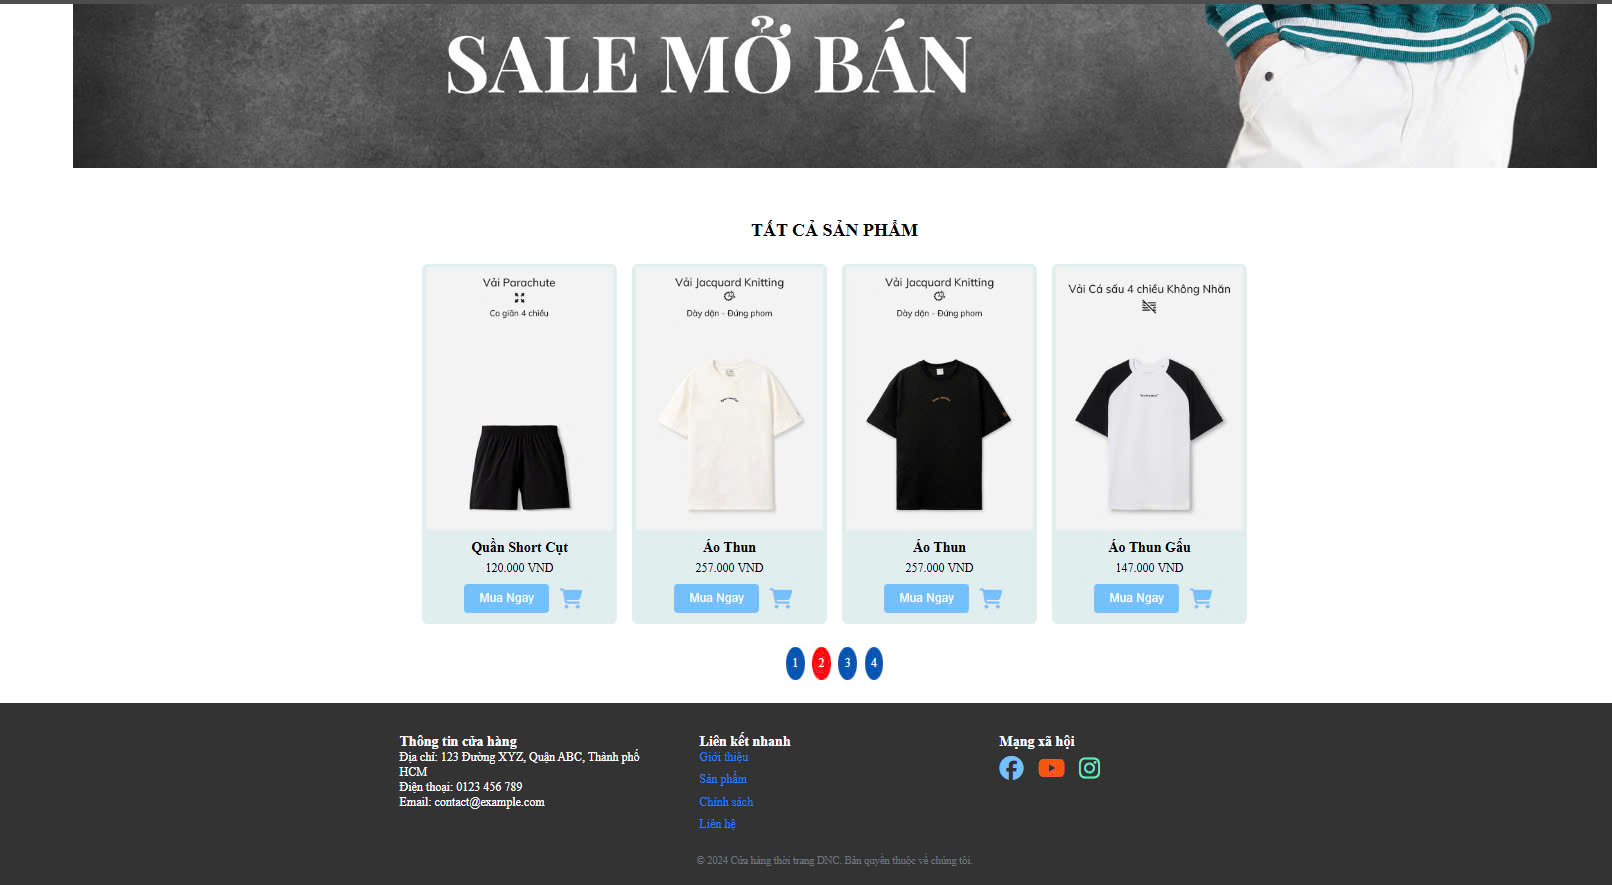 SALE MỞ BÁN
TẤT CẢ SẢN PHẨM
Vải Parachute
Co giãn 4 chiều
Quần Short Cụt
120.000 VND
Mua Ngay
Vải Jacquard Knitting
Dày dặn - Đứng phom
Áo Thun
257.000 VND
Mua Ngay
Vải Jacquard Knitting
Dày dặn - Đứng phom
Áo Thun
257.000 VND
Mua Ngay
Vải Cá sấu 4 chiều Không Nhăn
Áo Thun Gấu
147.000 VND
Mua Ngay
1 2 3 4
Thông tin cửa hàng
Địa chỉ: 123 Đường XYZ, Quận ABC, Thành phố
HCM
Điện thoại: 0123 456 789
Email: contact@example.com
Liên kết nhanh
Giới thiệu
Sản phẩm
Chính sách
Liên hệ
Mạng xã hội
© 2024 Cửa hàng thời trang DNC. Bản quyền thuộc về chúng tôi.